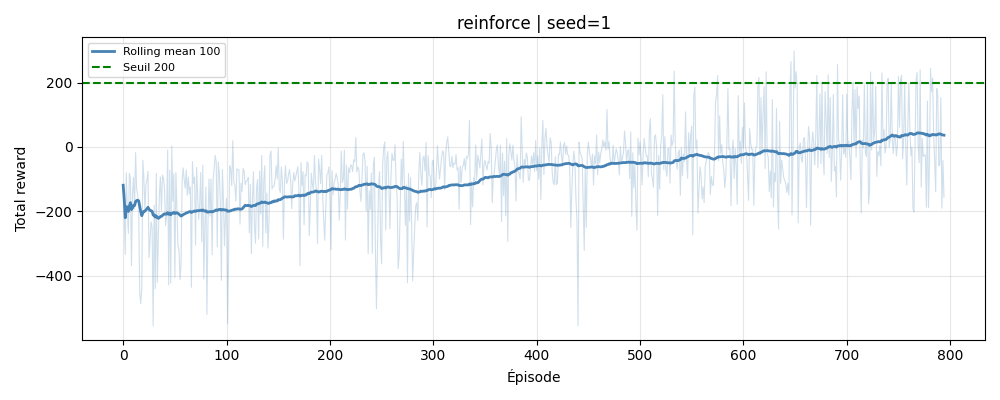 reinforce | seed=1
Rolling mean 100
Seuil 200
Total reward
200
0
−200
−400
0
100
200
300
400
500
600
700
800
Épisode